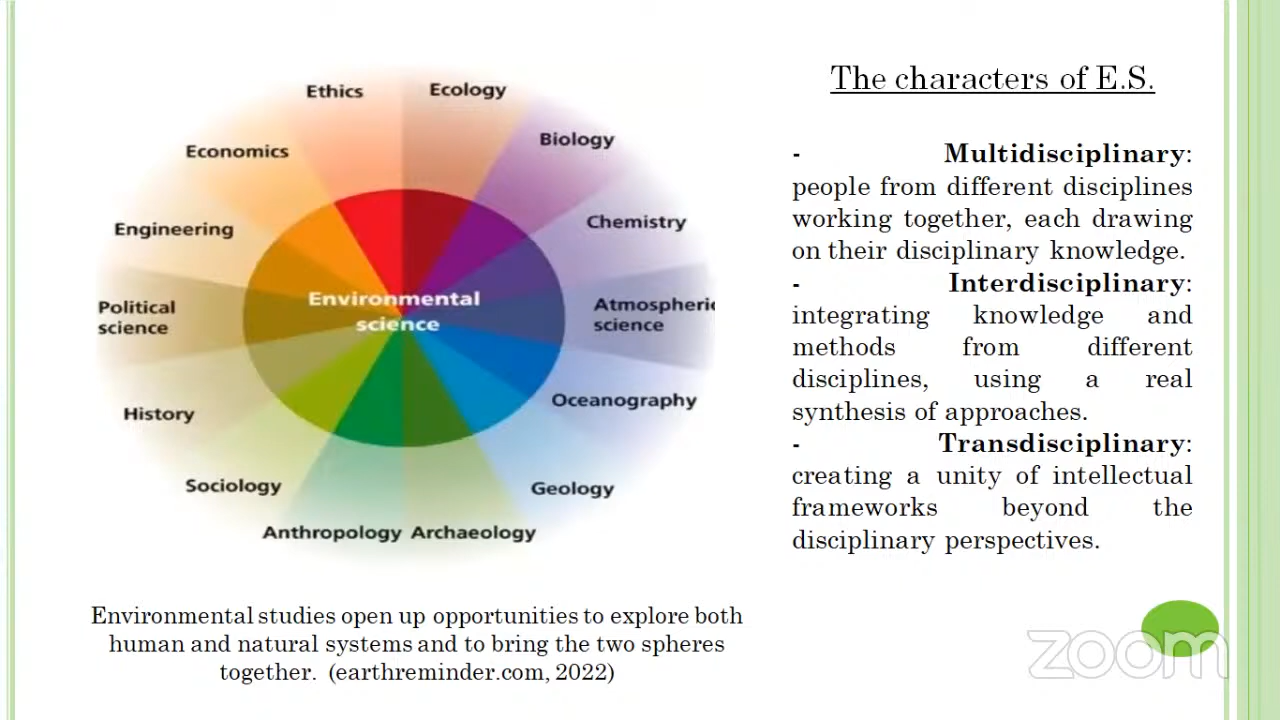 Ethics
Ecology
Economics
Biology
Engineering
Chemistry
Environmental
science
Political
science
Atmospheric
science
History
Oceanography
Sociology
Geology
Anthropology
Archaeology
Environmental studies open up opportunities to explore both
human and natural systems and to bring the two spheres
together. (earthreminder.com, 2022)
The characters of E.S.
- Multidisciplinary:
people from different disciplines
working together, each drawing
on their disciplinary knowledge.
- Interdisciplinary:
integrating knowledge and
methods from different
disciplines, using a real
synthesis of approaches.
- Transdisciplinary:
creating a unity of intellectual
frameworks beyond the
disciplinary perspectives.
zoom